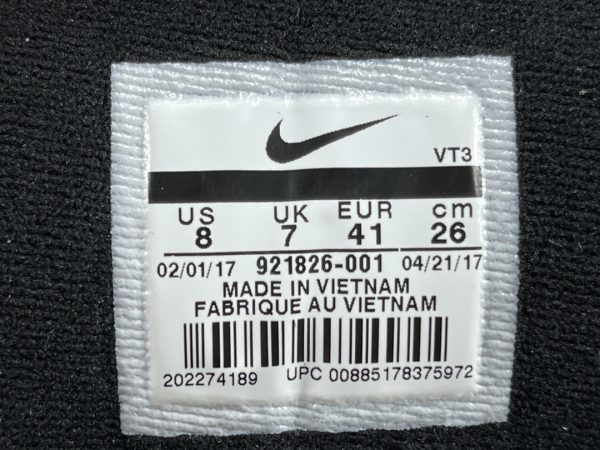 VT3
US UK EUR cm
8 7 41 26
02/01/17 921826-001 04/21/17
MADE IN VIETNAM
FABRIQUE AU VIETNAM
202274189 UPC 00885178375972